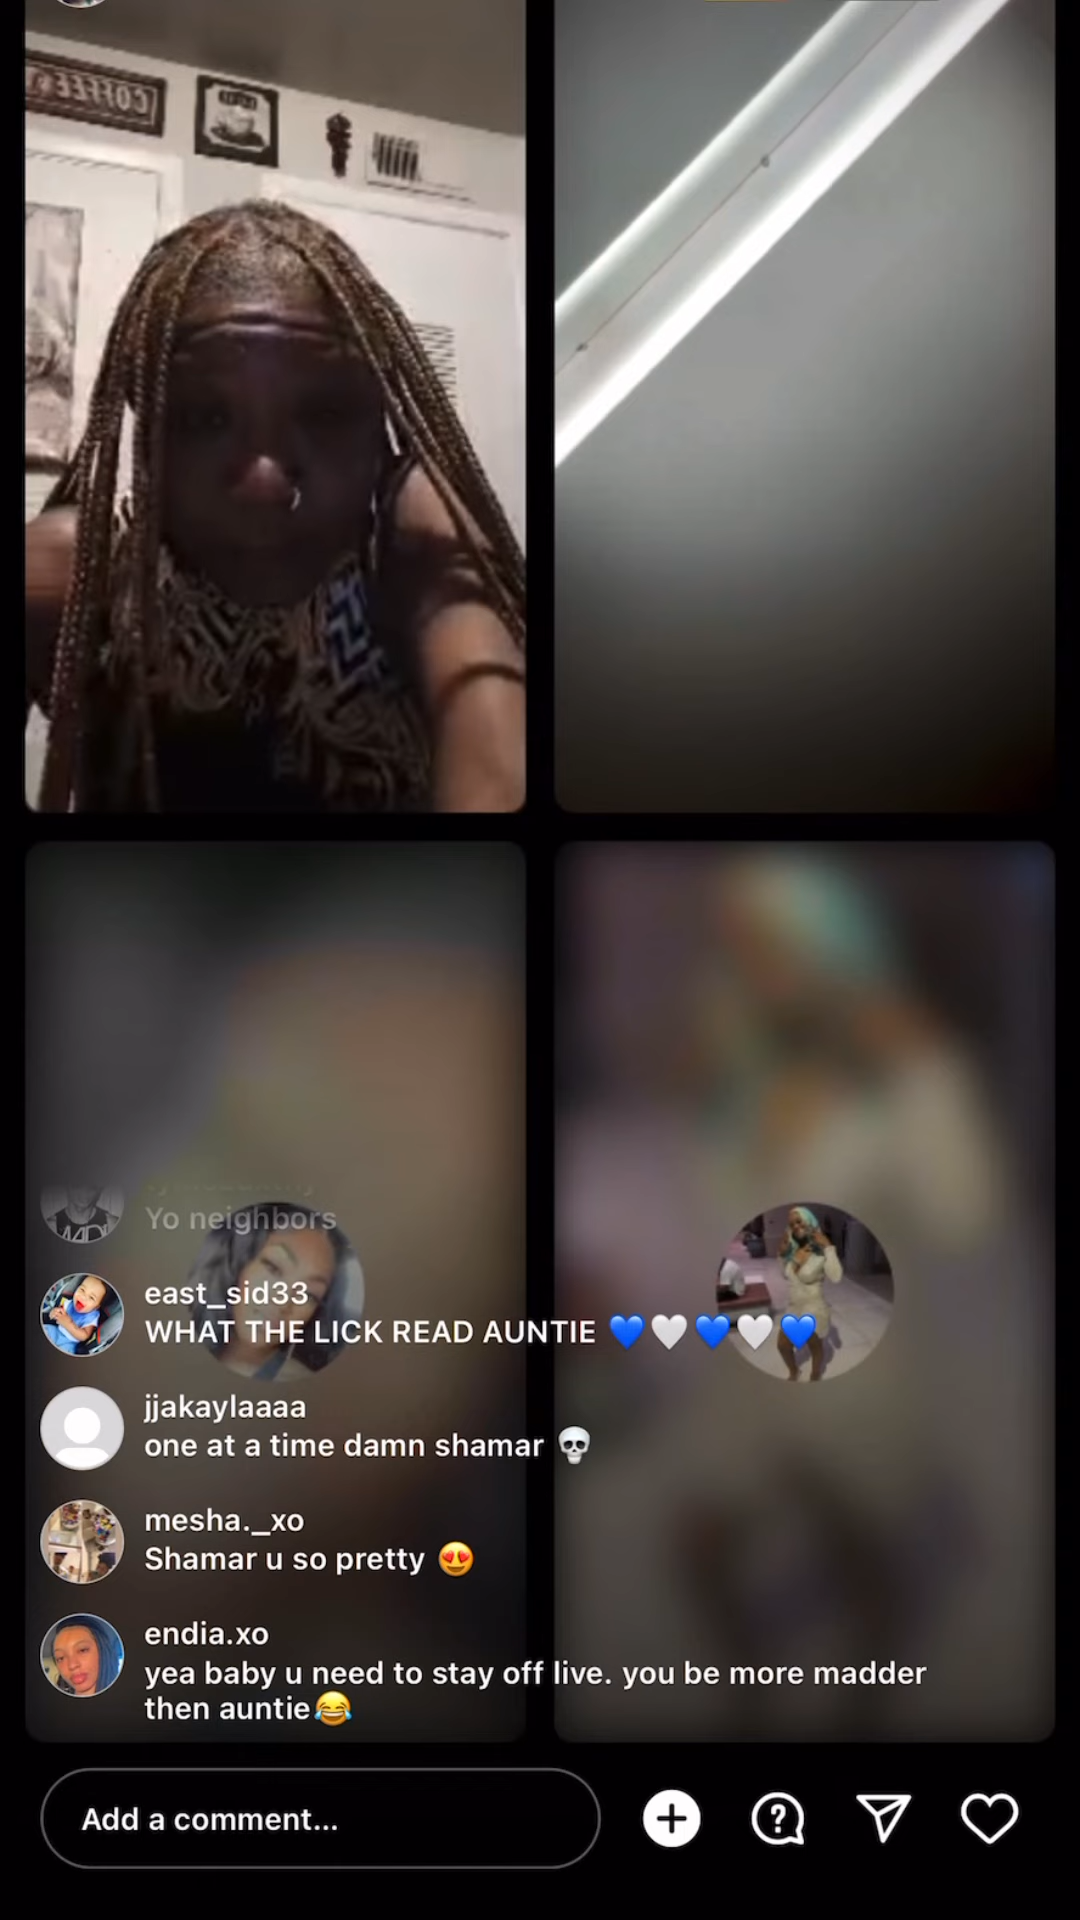 COFFEE
Yo neighbors
east_sid33
WHAT THE LICK READ AUNTIE 💙🤍💙🤍💙
jjakaylaaaa
one at a time damn shamar 💀
mesha._xo
Shamar u so pretty 😍
endia.xo
yea baby u need to stay off live. you be more madder
then auntie😂
Add a comment...